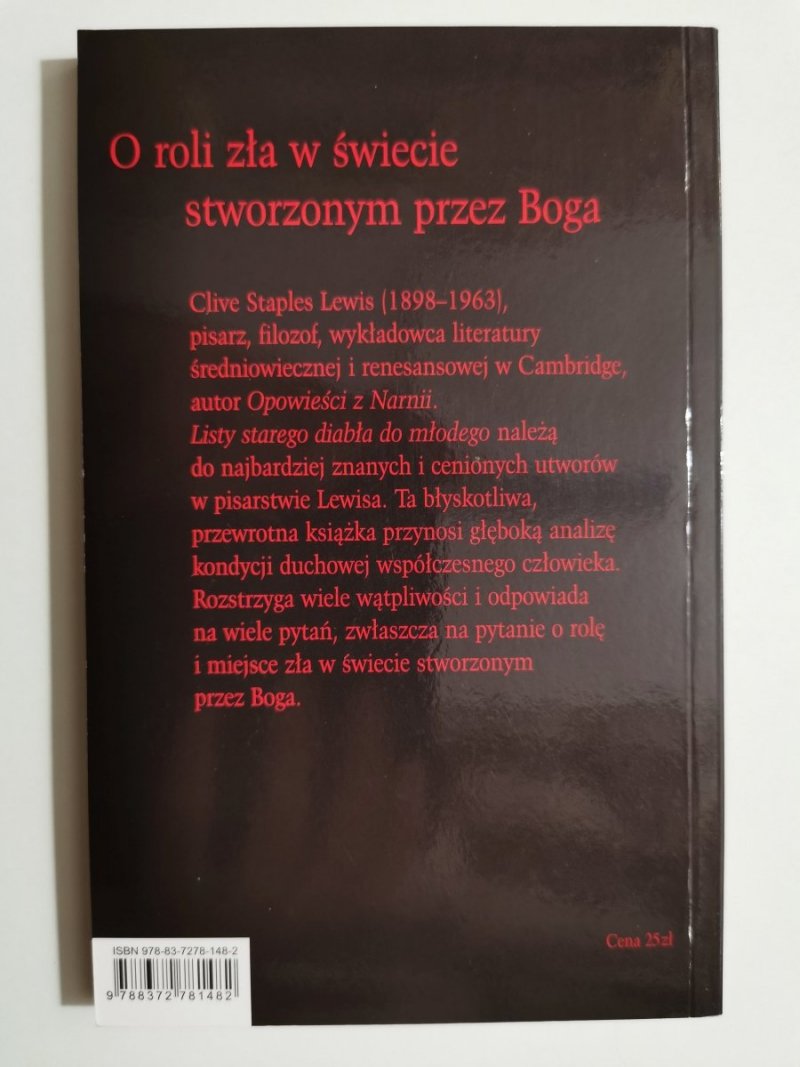 O roli zła w świecie
stworzonym przez Boga
Clive Staples Lewis (1898–1963),
pisarz, filozof, wykładowca literatury
średniowiecznej i renesansowej w Cambridge,
autor Opowieści z Narnii.
Listy starego diabła do młodego należą
do najbardziej znanych i cenionych utworów
w pisarstwie Lewisa. Ta błyskotliwa,
przewrotna książka przynosi głęboką analizę
kondycji duchowej współczesnego człowieka.
Rozstrzyga wiele wątpliwości i odpowiada
na wiele pytań, zwłaszcza na pytanie o rolę
i miejsce zła w świecie stworzonym
przez Boga.
Cena 25 zł
ISBN 978-83-7278-148-2
9 788372 781482